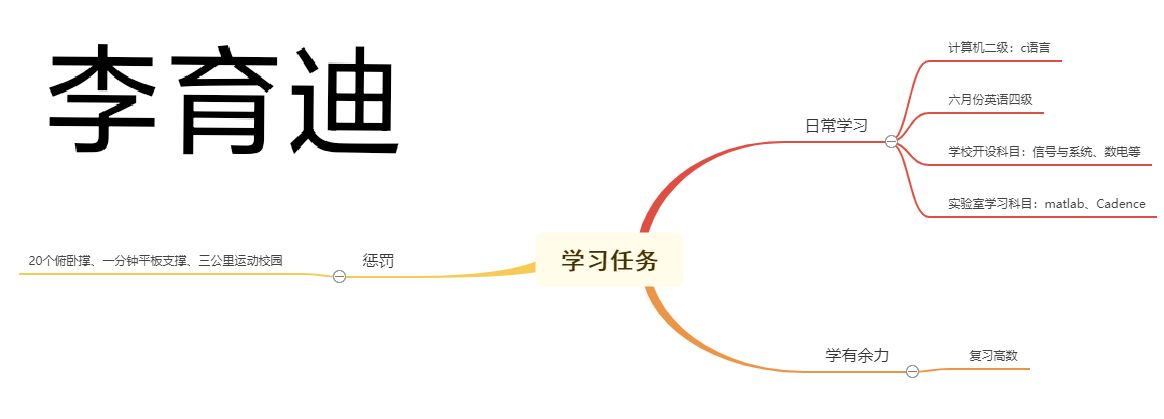 李育迪
学习任务
日常学习
计算机二级：c语言
六月份英语四级
学校开设科目：信号与系统、数电等
实验室学习科目：matlab、Cadence
学有余力
复习高数
惩罚
20个俯卧撑、一分钟平板支撑、三公里运动校园